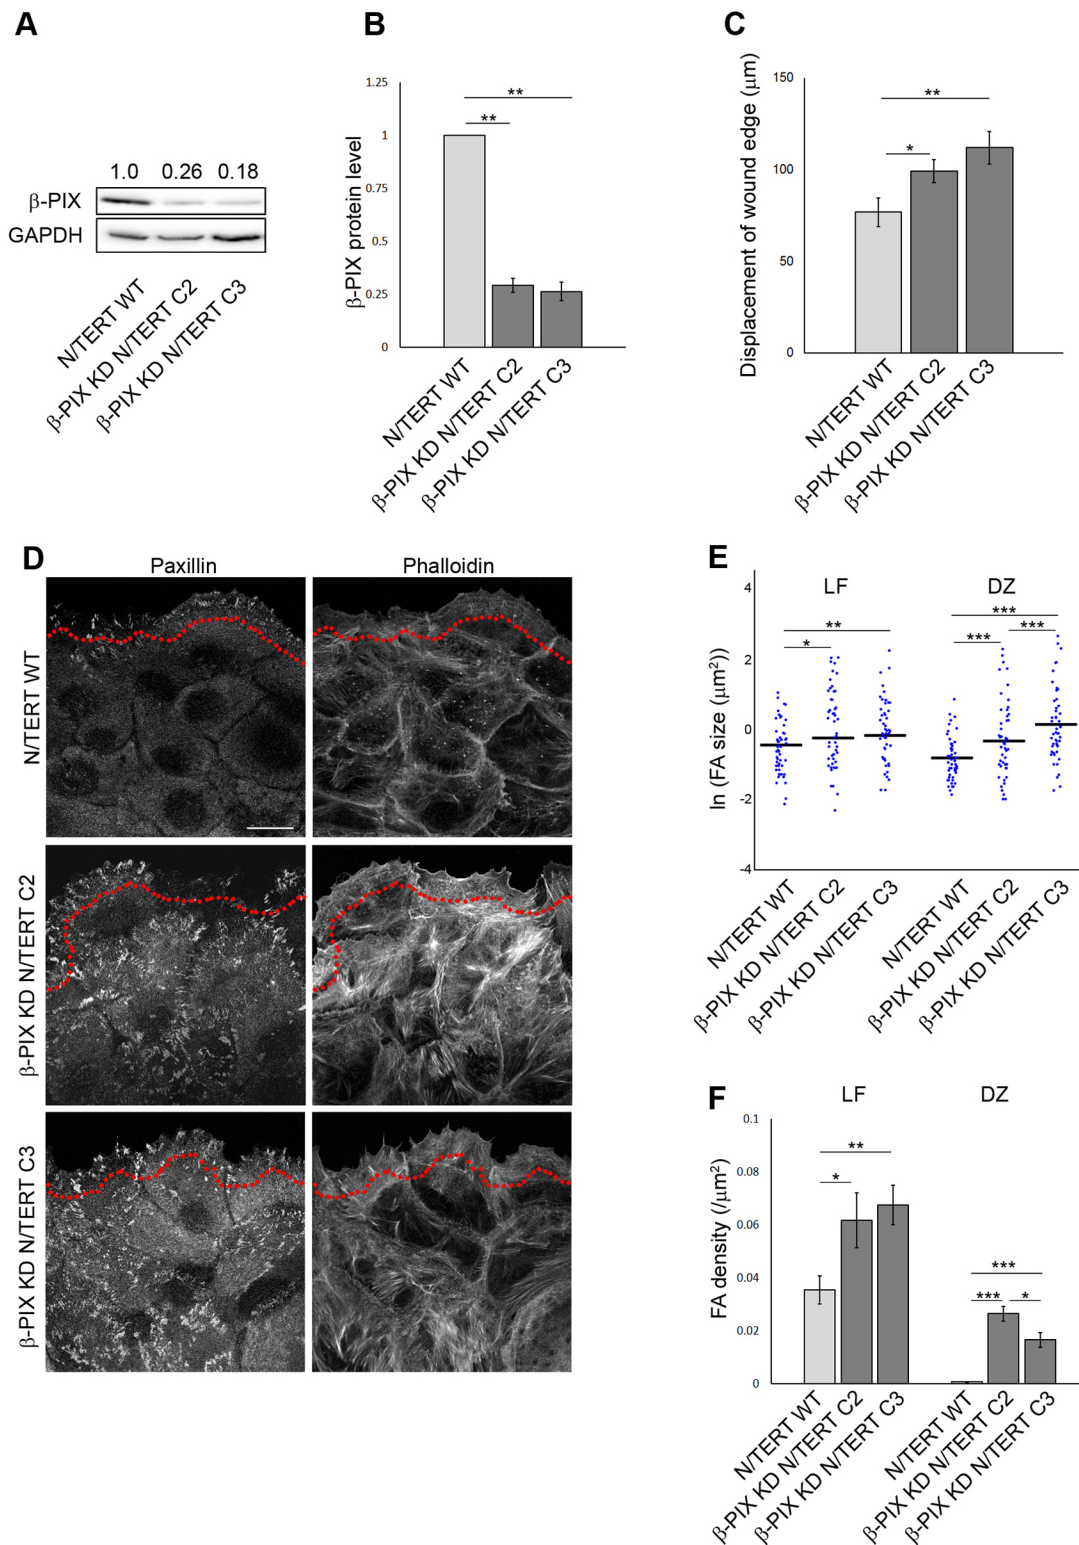 A
1.0 0.26 0.18
β-PIX
GAPDH
N/TERT WT
β-PIX KD N/TERT C2
β-PIX KD N/TERT C3
B
β-PIX protein level
1.25
1
0.75
0.5
0.25
0
**
**
N/TERT WT
β-PIX KD N/TERT C2
β-PIX KD N/TERT C3
C
Displacement of wound edge (μm)
150
100
50
0
**
*
N/TERT WT
β-PIX KD N/TERT C2
β-PIX KD N/TERT C3
D
Paxillin Phalloidin
N/TERT WT
β-PIX KD N/TERT C2
β-PIX KD N/TERT C3
E
LF DZ
ln (FA size (μm²))
4
2
0
-2
-4
**
*
***
***
***
N/TERT WT
β-PIX KD N/TERT C2
β-PIX KD N/TERT C3
N/TERT WT
β-PIX KD N/TERT C2
β-PIX KD N/TERT C3
F
LF DZ
FA density (/μm²)
0.1
0.08
0.06
0.04
0.02
0
**
*
***
***
*
N/TERT WT
β-PIX KD N/TERT C2
β-PIX KD N/TERT C3
N/TERT WT
β-PIX KD N/TERT C2
β-PIX KD N/TERT C3